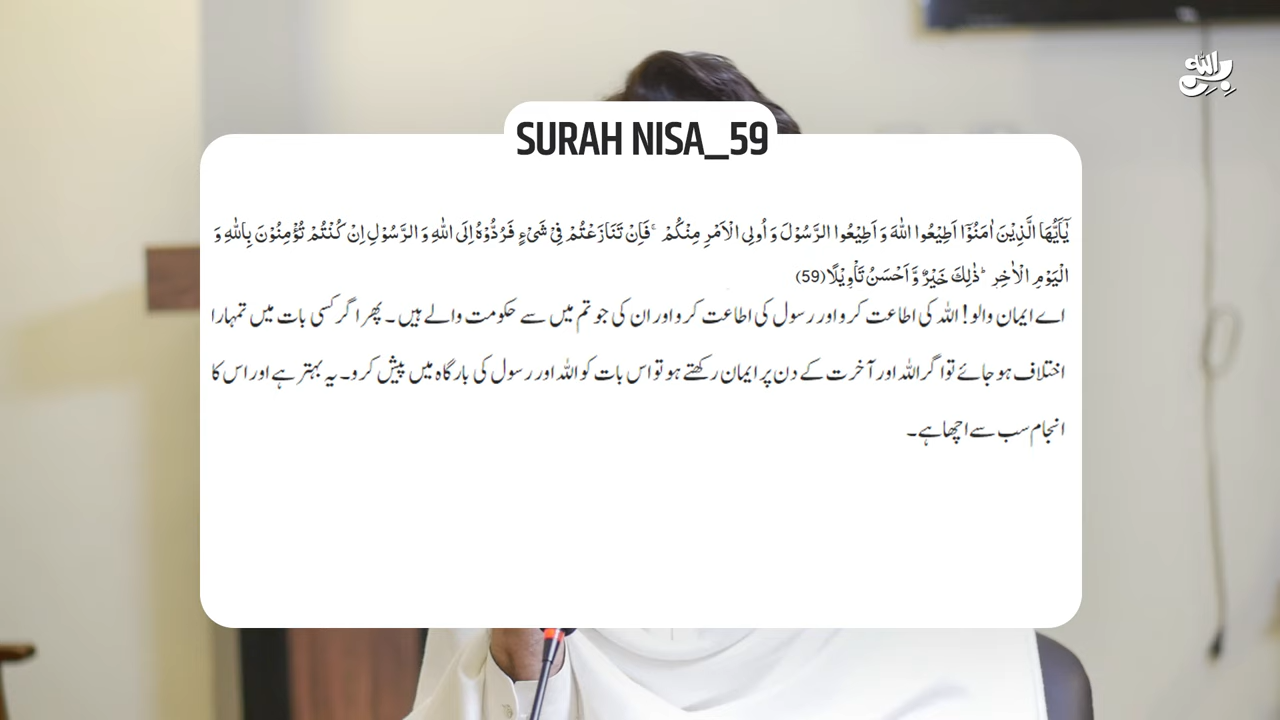 SURAH NISA_59
یٰۤاَیُّهَا الَّذِیْنَ اٰمَنُوْۤا اَطِیْعُوا اللّٰهَ وَ اَطِیْعُوا الرَّسُوْلَ وَ اُولِی الْاَمْرِ مِنْكُمْۚ-فَاِنْ تَنَازَعْتُمْ فِیْ شَیْءٍ فَرُدُّوْهُ اِلَى اللّٰهِ وَ الرَّسُوْلِ اِنْ كُنْتُمْ تُؤْمِنُوْنَ بِاللّٰهِ وَ
الْیَوْمِ الْاٰخِرِؕ-ذٰلِكَ خَیْرٌ وَّ اَحْسَنُ تَاْوِیْلًا(59)
اے ایمان والو! اللہ کی اطاعت کرو اور رسول کی اطاعت کرو اور ان کی جو تم میں سے حکومت والے ہیں۔ پھر اگر کسی بات میں تمہارا
اختلاف ہو جائے تو اگر اللہ اور آخرت کے دن پر ایمان رکھتے ہو تو اس بات کو اللہ اور رسول کی بارگاہ میں پیش کرو۔ یہ بہتر ہے اور اس کا
انجام سب سے اچھا ہے۔
بسم اللہ